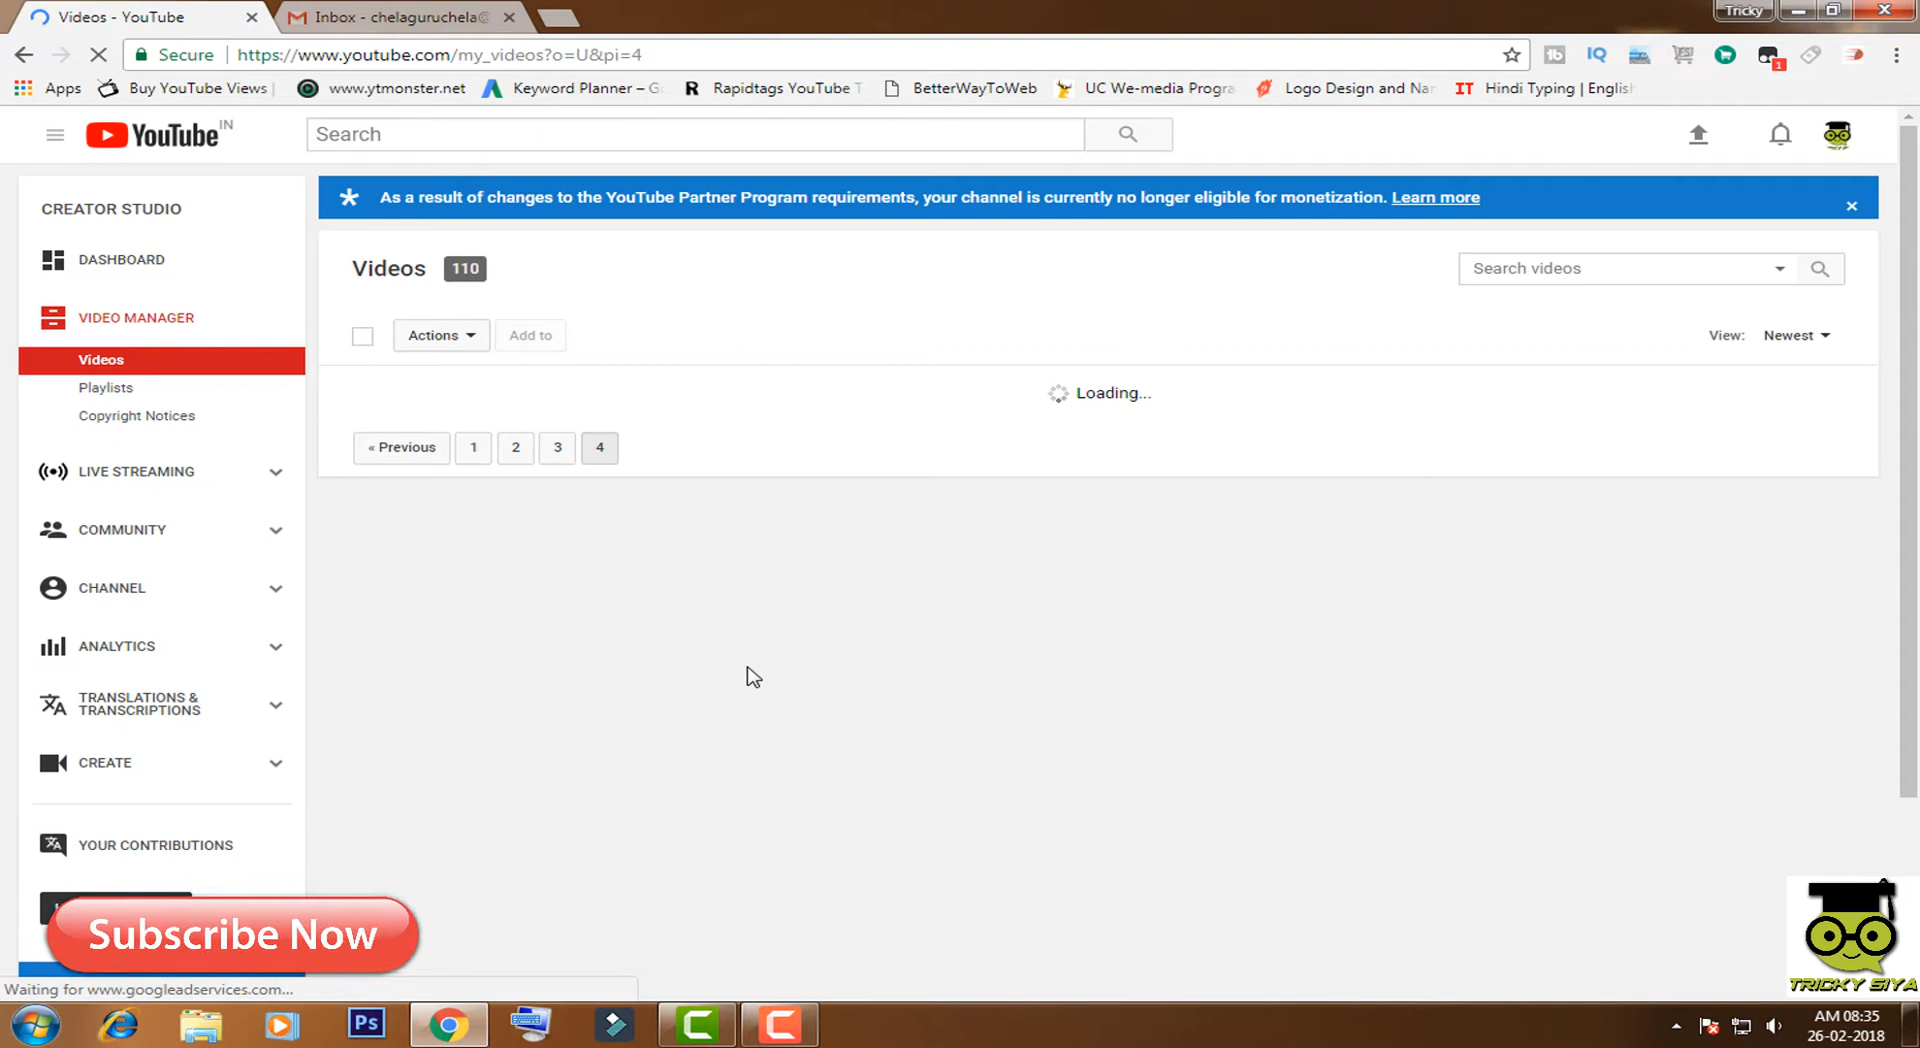 Videos - YouTube
Inbox - chelaguruchela@
Tricky
Secure https://www.youtube.com/my_videos?o=U&pi=4
Apps Buy YouTube Views www.ytmonster.net Keyword Planner – G Rapidtags YouTube T BetterWayToWeb UC We-media Progra Logo Design and Nar IT Hindi Typing | English
YouTube IN
Search
CREATOR STUDIO
DASHBOARD
VIDEO MANAGER
Videos
Playlists
Copyright Notices
LIVE STREAMING
COMMUNITY
CHANNEL
ANALYTICS
TRANSLATIONS &
TRANSCRIPTIONS
CREATE
YOUR CONTRIBUTIONS
As a result of changes to the YouTube Partner Program requirements, your channel is currently no longer eligible for monetization. Learn more
Videos 110
Search videos
Actions Add to
View: Newest
Loading...
« Previous 1 2 3 4
Subscribe Now
TRICKY SIYA
Waiting for www.googleadservices.com...
Ps
AM 08:35
26-02-2018